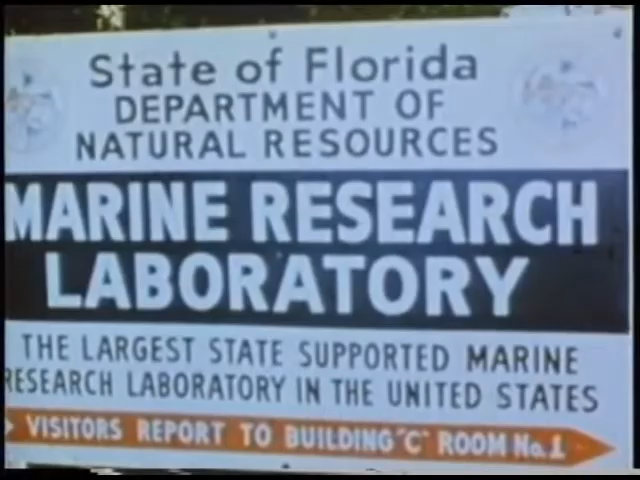 State of Florida
DEPARTMENT OF
NATURAL RESOURCES
MARINE RESEARCH
LABORATORY
THE LARGEST STATE SUPPORTED MARINE
RESEARCH LABORATORY IN THE UNITED STATES
VISITORS REPORT TO BUILDING "C" ROOM No. 1